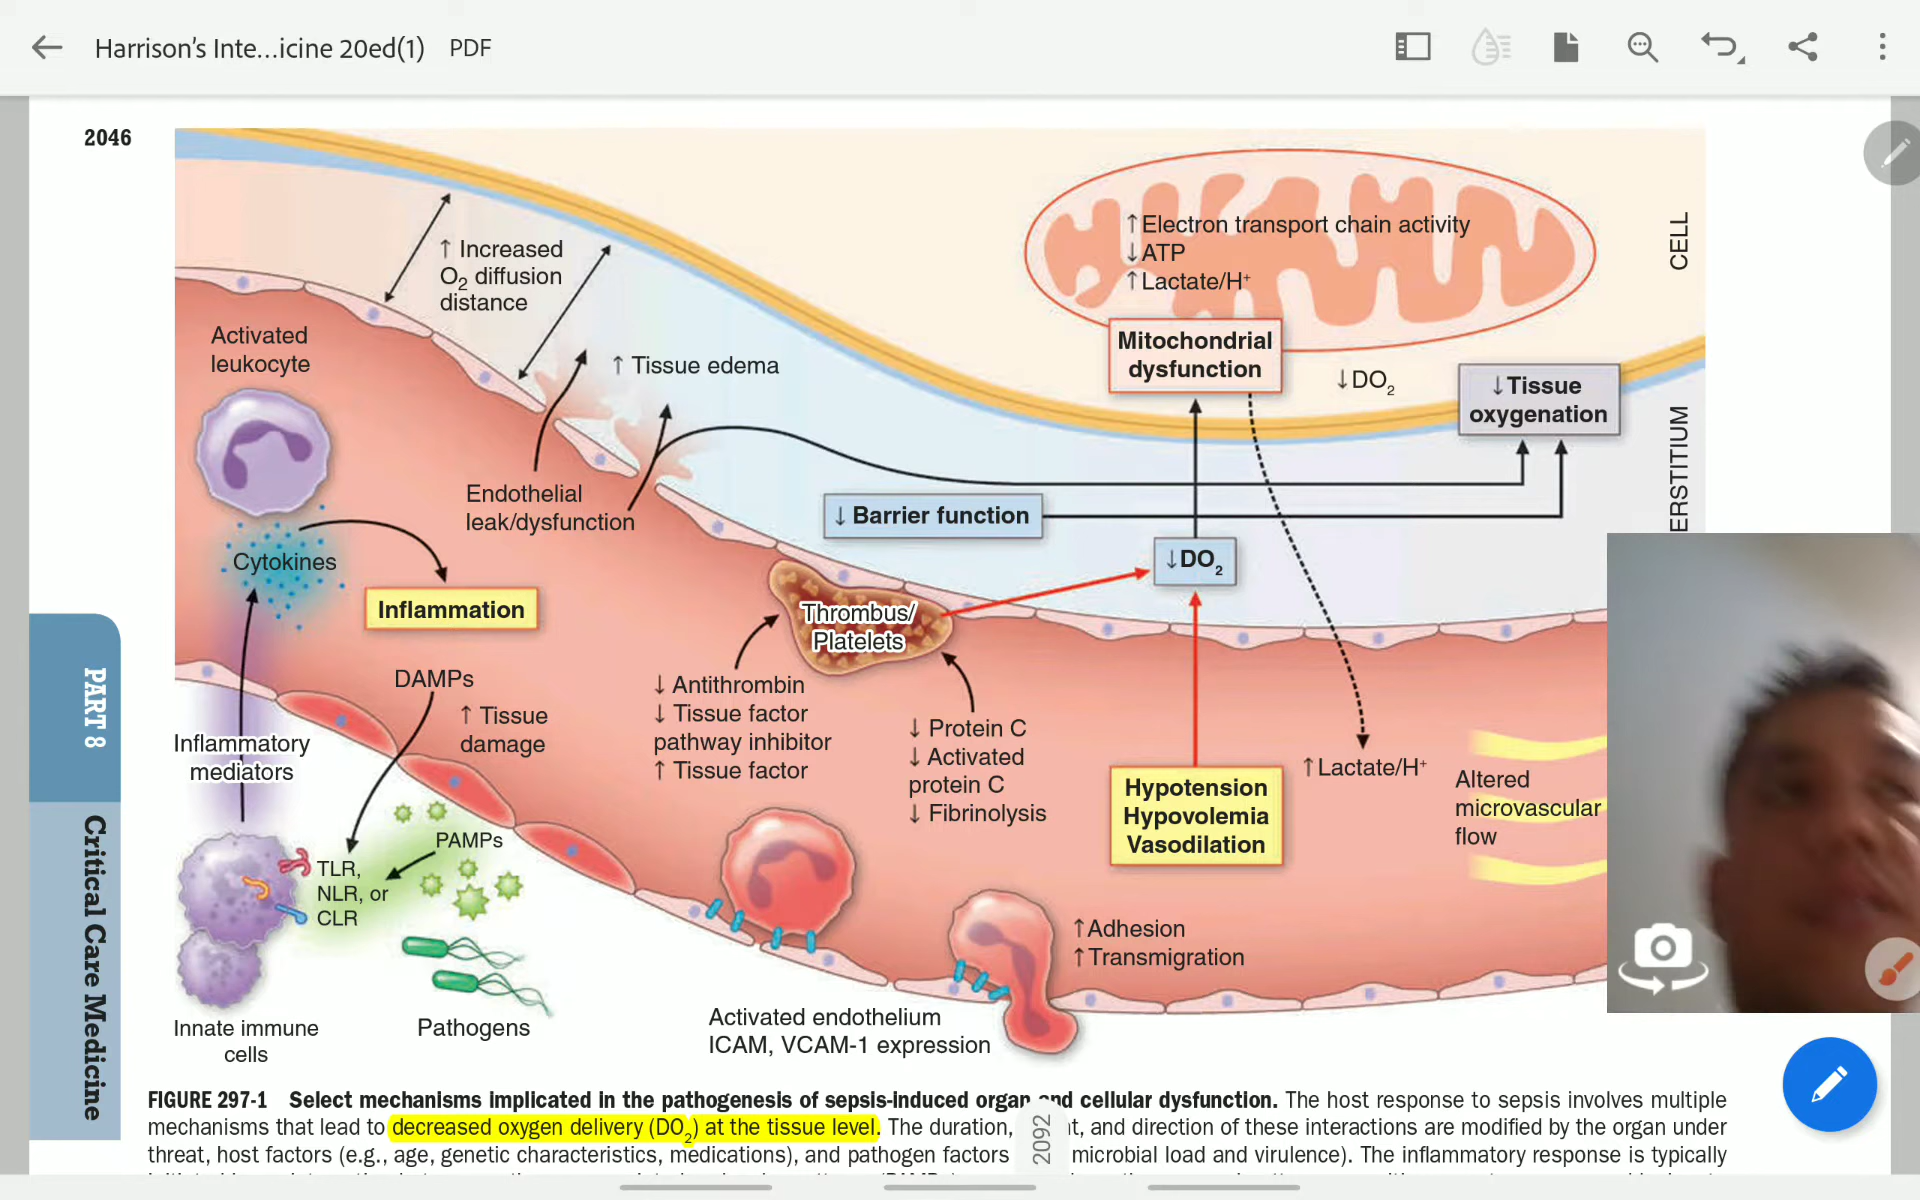 Harrison's Inte...icine 20ed(1) PDF
2046
↑ Increased
O₂ diffusion
distance
Activated
leukocyte
↑ Tissue edema
↑Electron transport chain activity
↓ATP
↑Lactate/H⁺
Mitochondrial
dysfunction
↓DO₂
↓Tissue
oxygenation
CELL
ERSTITIUM
Endothelial
leak/dysfunction
↓ Barrier function
↓DO₂
Cytokines
Inflammation
Thrombus/
Platelets
DAMPs
↑ Tissue
damage
↓ Antithrombin
↓ Tissue factor
pathway inhibitor
↑ Tissue factor
↓ Protein C
↓ Activated
protein C
↓ Fibrinolysis
Hypotension
Hypovolemia
Vasodilation
↑Lactate/H⁺
Altered
microvascular
flow
Inflammatory
mediators
PAMPs
TLR,
NLR, or
CLR
↑Adhesion
↑Transmigration
Innate immune
cells
Pathogens
Activated endothelium
ICAM, VCAM-1 expression
PART 8
Critical Care Medicine
FIGURE 297-1 Select mechanisms implicated in the pathogenesis of sepsis-induced organ and cellular dysfunction. The host response to sepsis involves multiple
mechanisms that lead to decreased oxygen delivery (DO₂) at the tissue level. The duration, t, and direction of these interactions are modified by the organ under
threat, host factors (e.g., age, genetic characteristics, medications), and pathogen factors microbial load and virulence). The inflammatory response is typically
2092